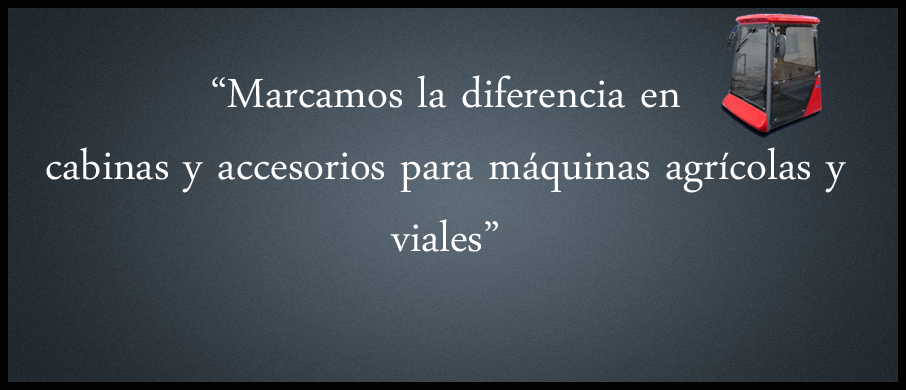 “Marcamos la diferencia en
cabinas y accesorios para máquinas agrícolas y
viales”